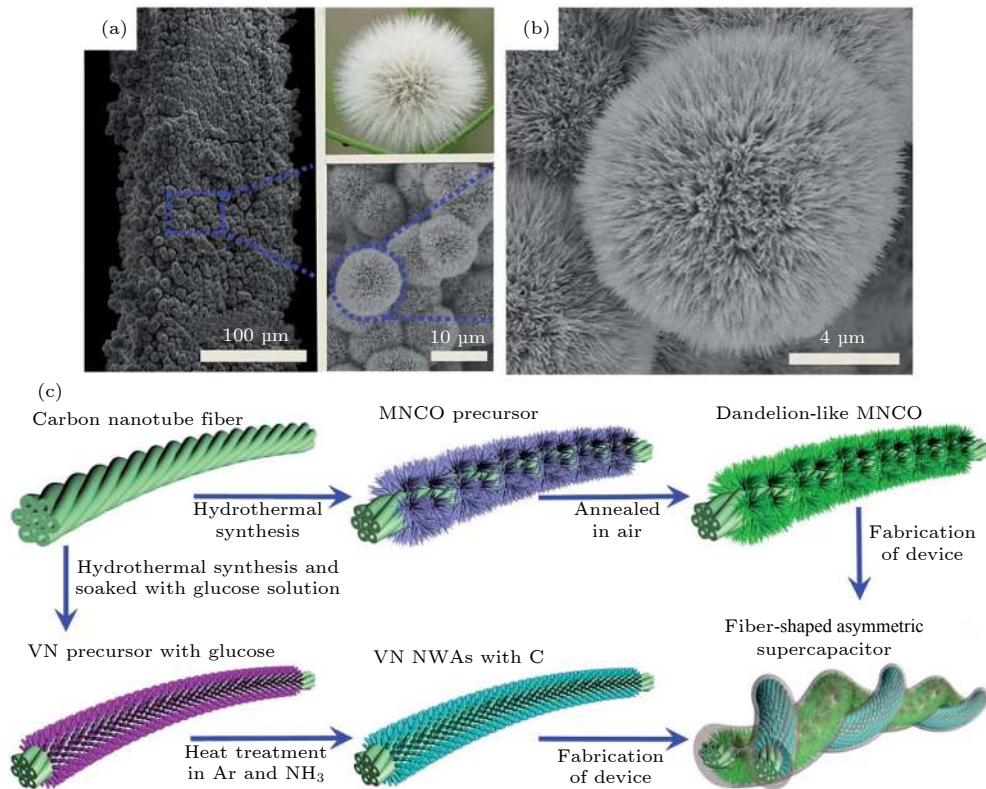 (a)
(b)
100 µm
10 µm
4 µm
(c)
Carbon nanotube fiber
MNCO precursor
Dandelion-like MNCO
Hydrothermal
synthesis
Annealed
in air
Fabrication
of device
Hydrothermal synthesis and
soaked with glucose solution
VN precursor with glucose
VN NWAs with C
Fiber-shaped asymmetric
supercapacitor
Heat treatment
in Ar and NH₃
Fabrication
of device